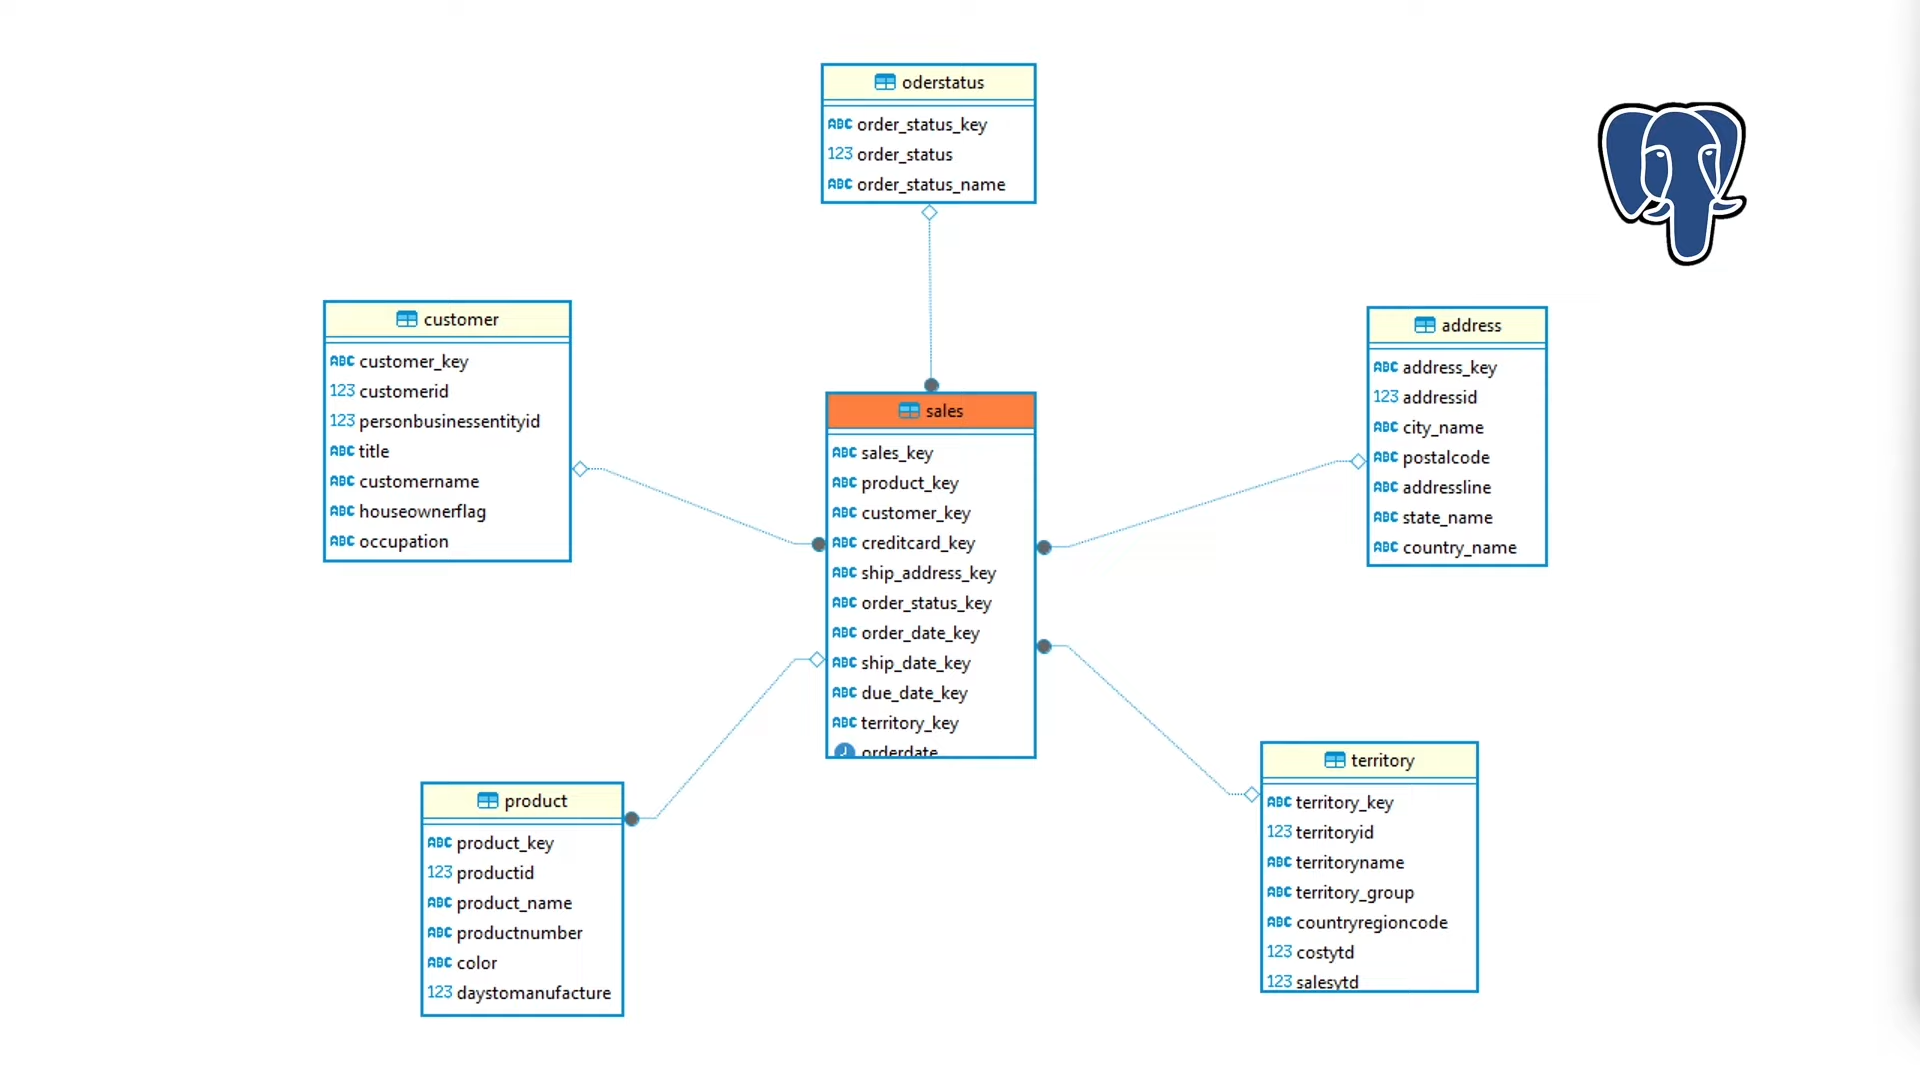 oderstatus
ABC order_status_key
123 order_status
ABC order_status_name
customer
ABC customer_key
123 customerid
123 personbusinessentityid
ABC title
ABC customername
ABC houseownerflag
ABC occupation
address
ABC address_key
123 addressid
ABC city_name
ABC postalcode
ABC addressline
ABC state_name
ABC country_name
sales
ABC sales_key
ABC product_key
ABC customer_key
ABC creditcard_key
ABC ship_address_key
ABC order_status_key
ABC order_date_key
ABC ship_date_key
ABC due_date_key
ABC territory_key
orderdate
product
ABC product_key
123 productid
ABC product_name
ABC productnumber
ABC color
123 daystomanufacture
territory
ABC territory_key
123 territoryid
ABC territoryname
ABC territory_group
ABC countryregioncode
123 costytd
123 salesytd